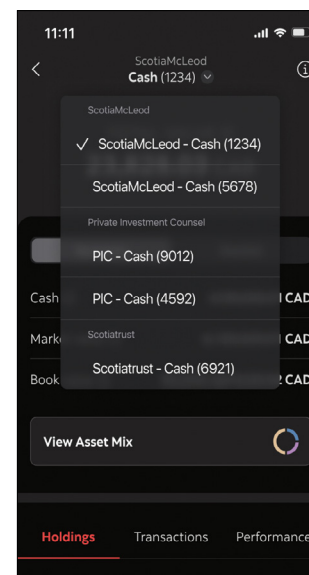 11:11
ScotiaMcLeod
Cash (1234)
ScotiaMcLeod
✓ ScotiaMcLeod - Cash (1234)
ScotiaMcLeod - Cash (5678)
Private Investment Counsel
PIC - Cash (9012)
PIC - Cash (4592)
Scotiatrust
Scotiatrust - Cash (6921)
Cash CAD
CAD
Book CAD
View Asset Mix
Holdings Transactions Performance